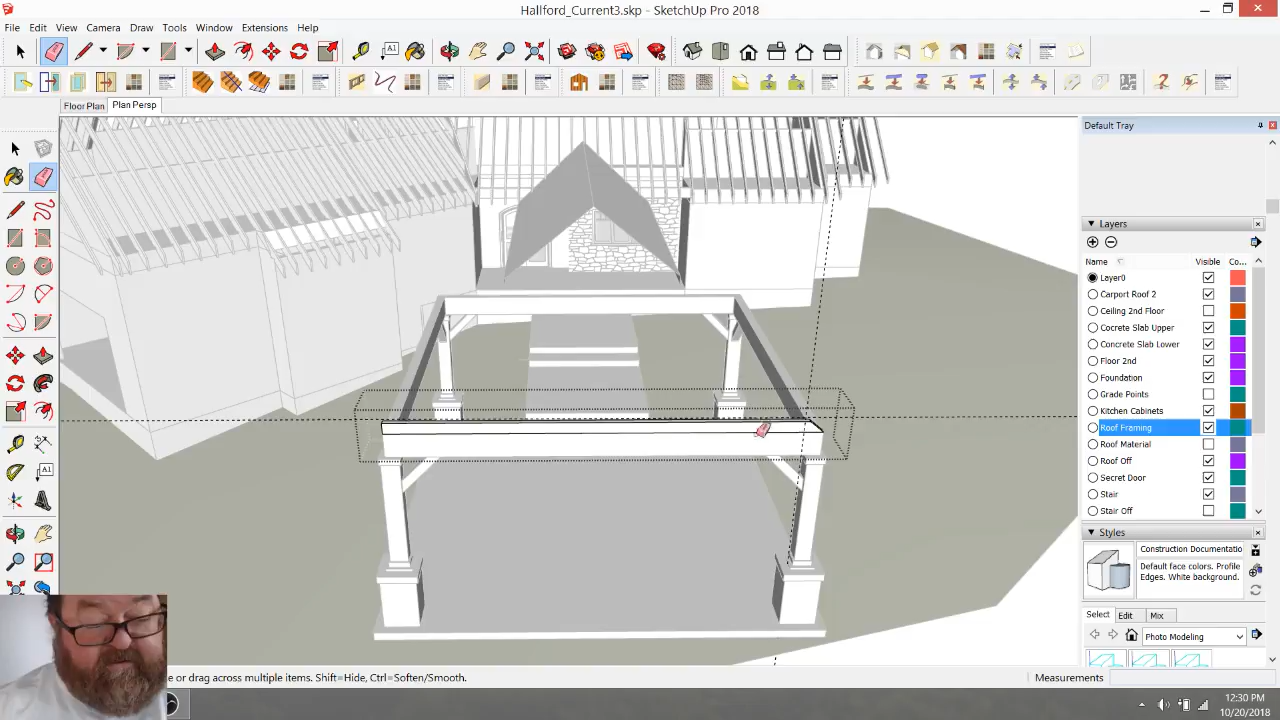 Hallford_Current3.skp - SketchUp Pro 2018
File Edit View Camera Draw Tools Window Extensions Help
Floor Plan Plan Persp
Default Tray
Layers
Name Visible Co...
Layer0
Carport Roof 2
Ceiling 2nd Floor
Cocrete Slab Upper
Concrete Slab Lower
Floor 2nd
Foundation
Grade Points
Kitchen Cabinets
Roof Framing
Roof Material
Roof Off
Secret Door
Stair
Stair Off
Styles
Construction Documentatio
Default face colors. Profile
Edges. White background.
Select Edit Mix
Photo Modeling
e or drag across multiple items. Shift=Hide, Ctrl=Soften/Smooth.
Measurements
12:30 PM
10/20/2018